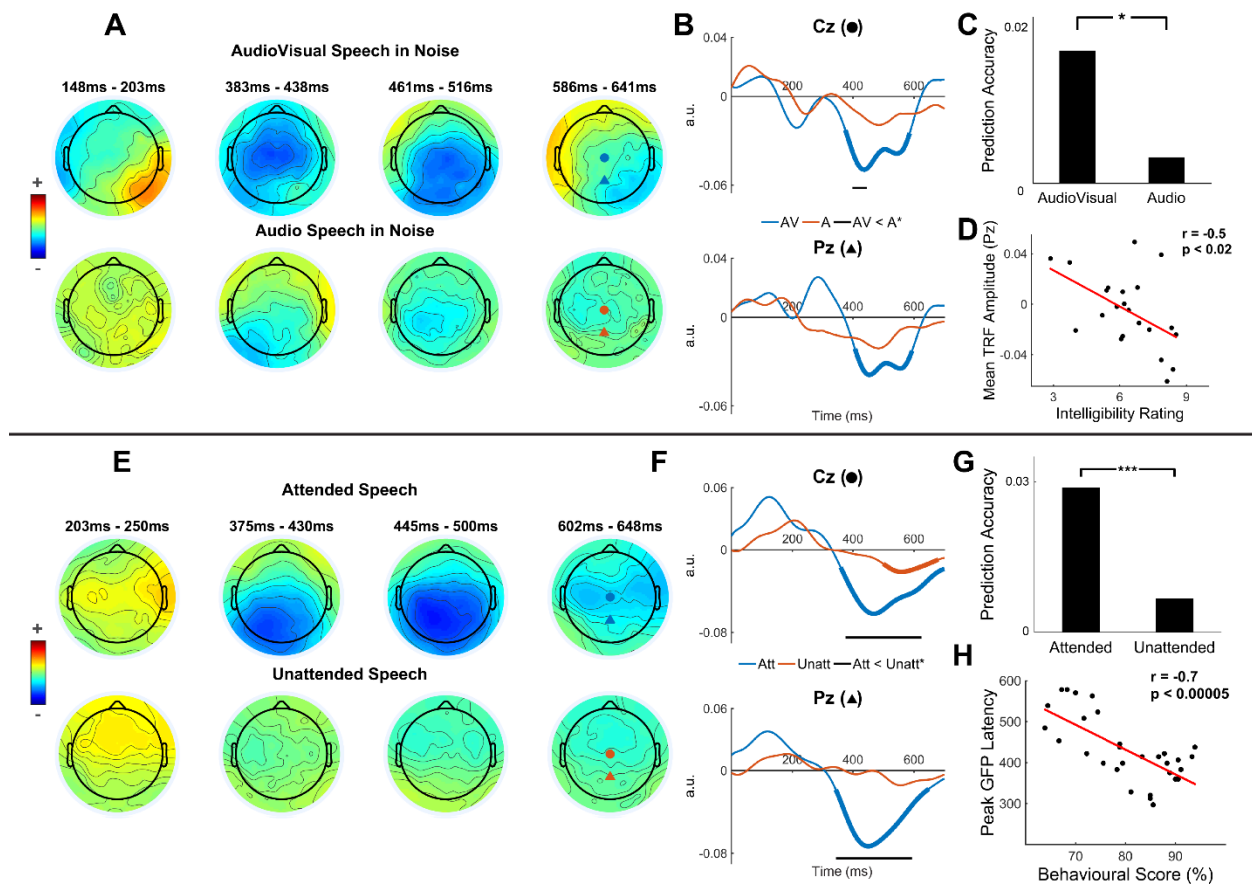 A
AudioVisual Speech in Noise
148ms - 203ms 383ms - 438ms 461ms - 516ms 586ms - 641ms
+
-
Audio Speech in Noise
B
Cz (●)
0.04
0
-0.06
a.u.
200 400 600
AV A AV < A*
Pz (▲)
0.04
0
-0.06
a.u.
200 400 600
Time (ms)
C
0.02
0
Prediction Accuracy
*
AudioVisual Audio
D
r = -0.5
p < 0.02
Mean TRF Amplitude (Pz)
0.04
0
-0.04
3 6 9
Intelligibility Rating
E
Attended Speech
203ms - 250ms 375ms - 430ms 445ms - 500ms 602ms - 648ms
+
-
Unattended Speech
F
Cz (●)
0.06
0
-0.08
a.u.
200 400 600
Att Unatt Att < Unatt*
Pz (▲)
0.06
0
-0.08
a.u.
200 400 600
Time (ms)
G
0.03
0
Prediction Accuracy
***
Attended Unattended
H
r = -0.7
p < 0.00005
Peak GFP Latency
600
500
400
300
70 80 90
Behavioural Score (%)